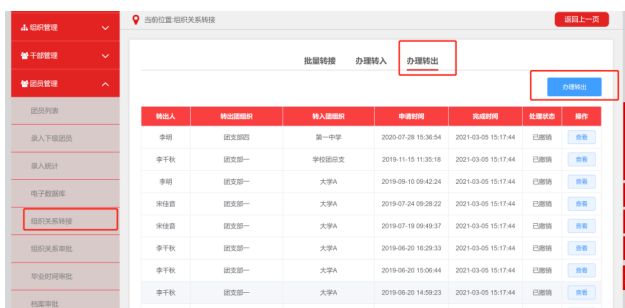 组织管理
当前位置:组织关系转接
返回上一页
干部管理
批量转接 办理转入 办理转出
团员管理
办理转出
团员列表
转出人 转出团组织 转入团组织 申请时间 完成时间 处理状态 操作
录入下级团员
李明 团支部四 第一中学 2020-07-28 15:36:54 2021-03-05 15:17:44 已撤销 查看
李千秋 团支部一 学校团总支 2019-11-15 11:35:18 2021-03-05 15:17:44 已撤销 查看
录入统计
李明 团支部一 大学A 2019-09-10 09:42:24 2021-03-05 15:17:44 已撤销 查看
电子数据库
宋佳音 团支部一 大学A 2019-07-24 09:28:22 2021-03-05 15:17:44 已撤销 查看
组织关系转接
宋佳音 团支部一 大学A 2019-07-19 09:49:37 2021-03-05 15:17:44 已撤销 查看
组织关系审批
李千秋 团支部一 大学A 2019-06-20 16:29:33 2021-03-05 15:17:44 已撤销 查看
李千秋 团支部一 大学A 2019-06-20 15:06:44 2021-03-05 15:17:44 已撤销 查看
毕业时间审批
李千秋 团支部一 大学A 2019-06-20 14:59:23 2021-03-05 15:17:44 已撤销 查看
档案审批